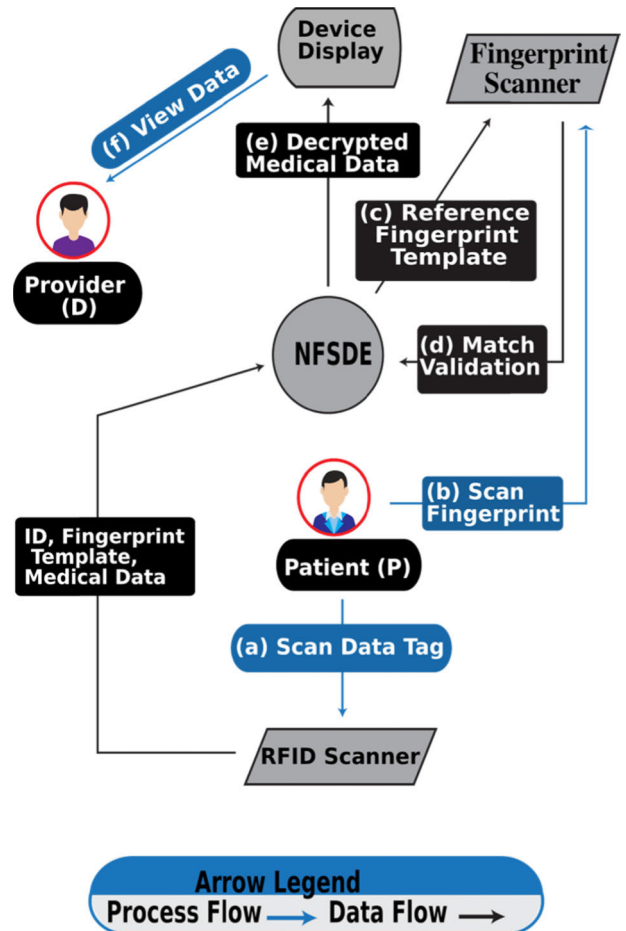 Device
Display
Fingerprint
Scanner
(f) View Data
(e) Decrypted
Medical Data
(c) Reference
Fingerprint
Template
Provider
(D)
NFSDE
(d) Match
Validation
(b) Scan
Fingerprint
ID, Fingerprint
Template,
Medical Data
Patient (P)
(a) Scan Data Tag
RFID Scanner
Arrow Legend
Process Flow
Data Flow